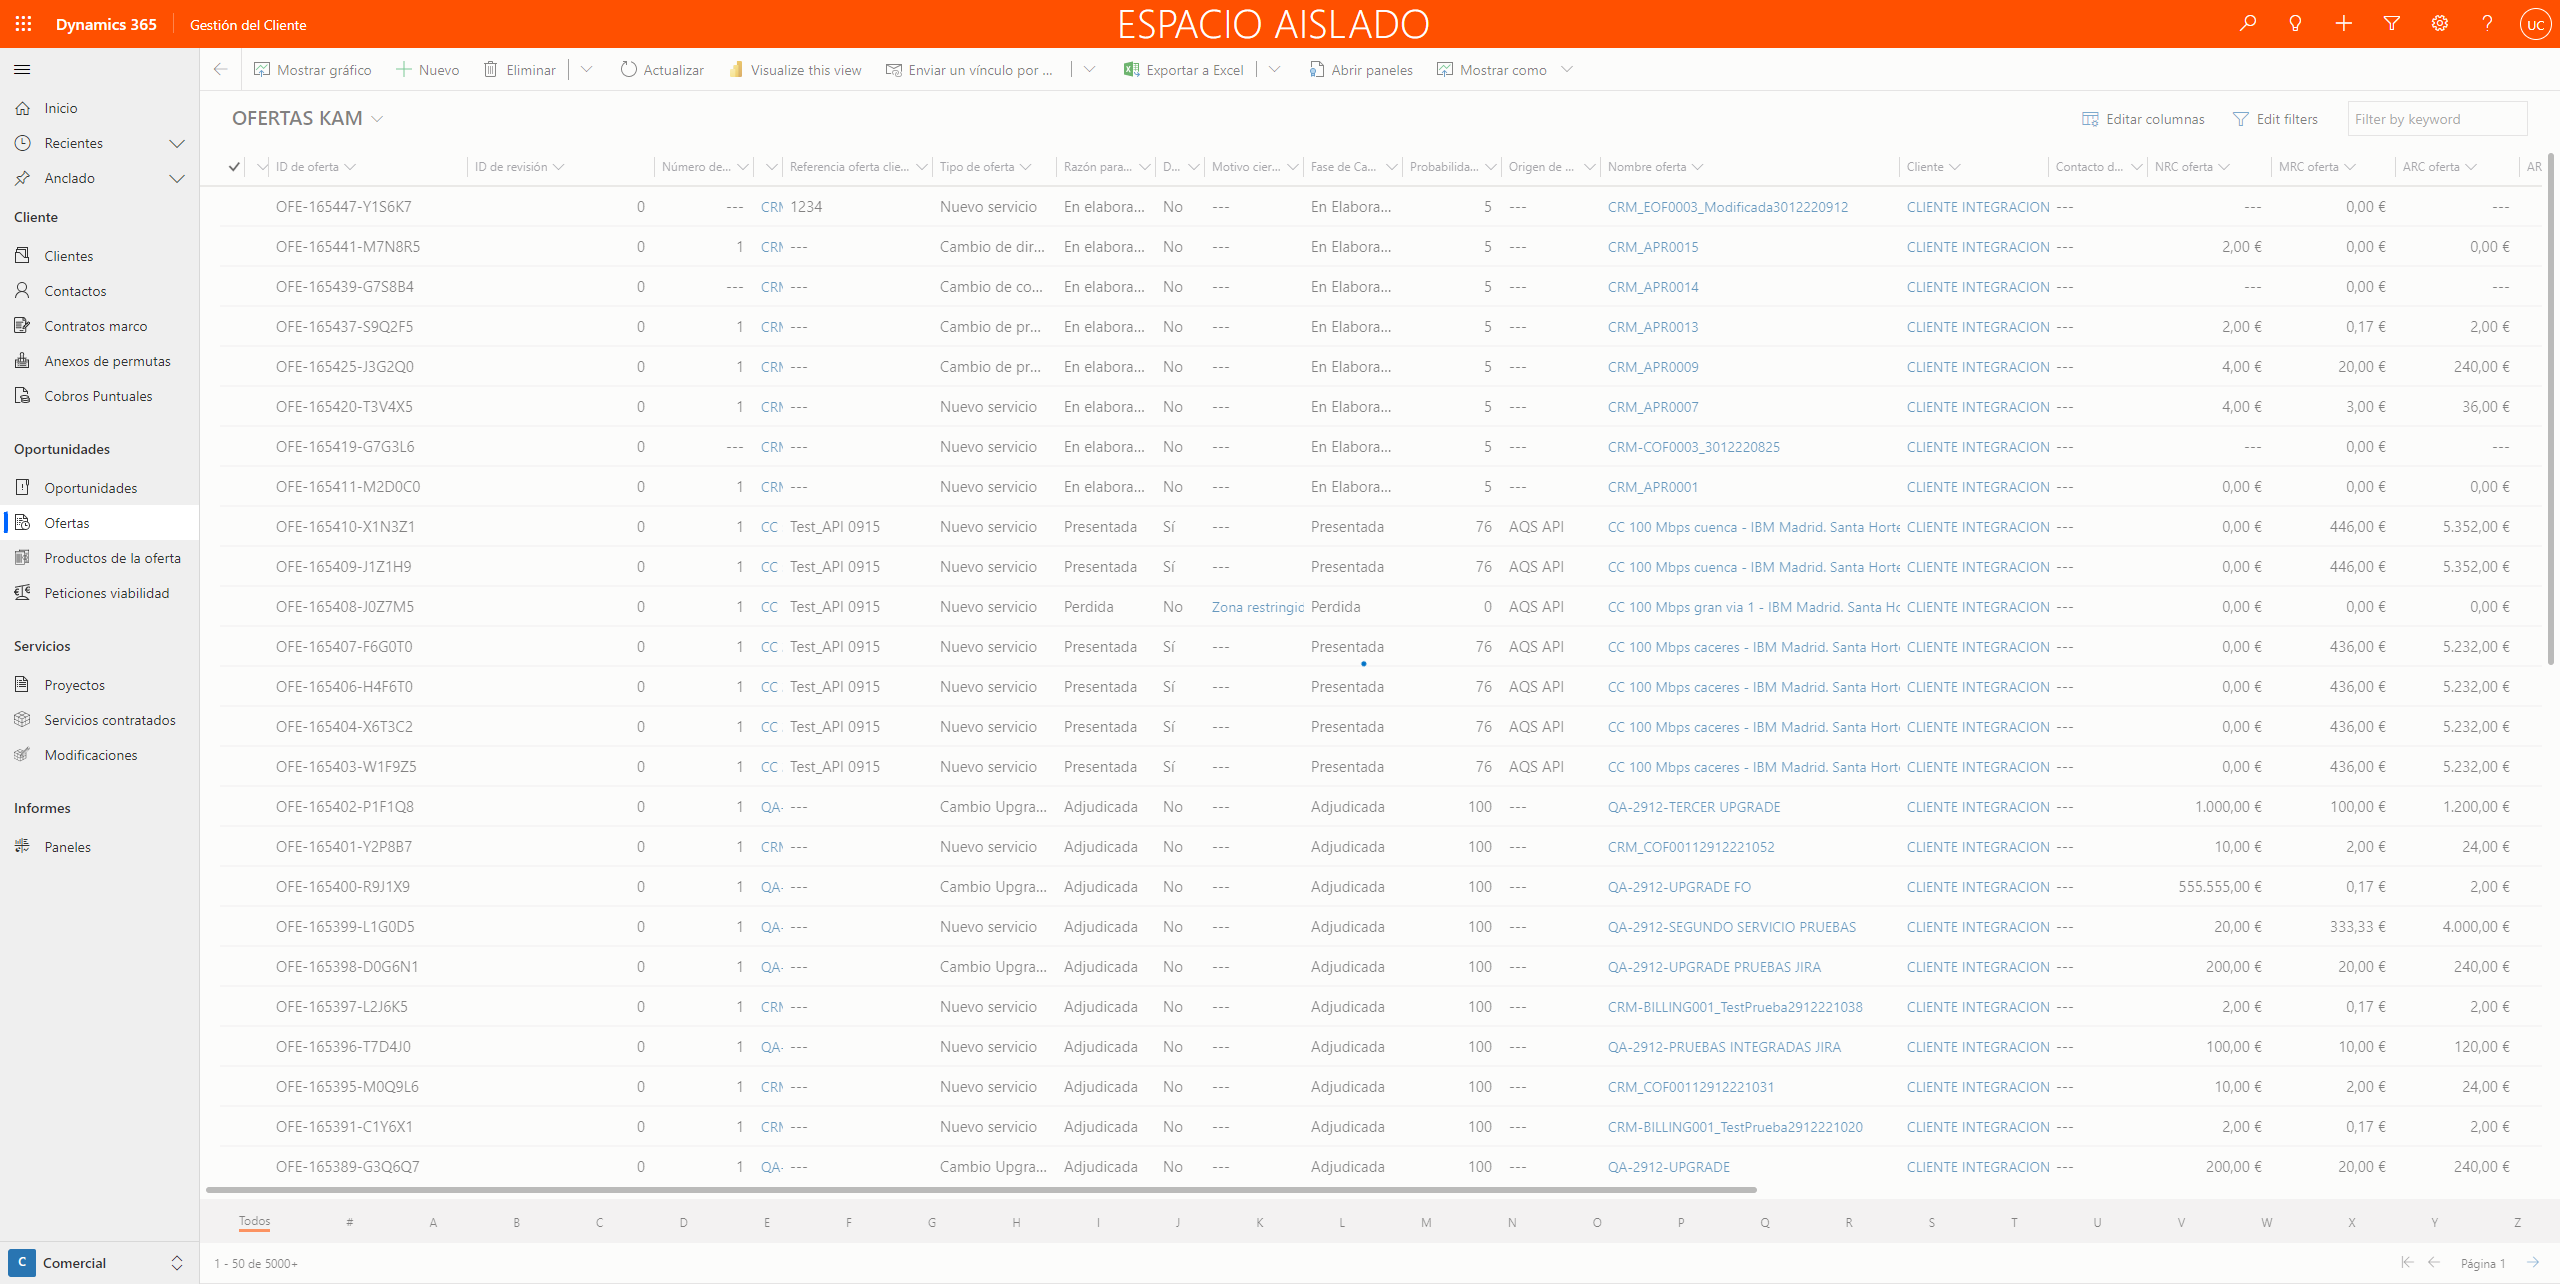 Dynamics 365 Gestión del Cliente ESPACIO AISLADO UC
Mostrar gráfico Nuevo Eliminar Actualizar Visualize this view Enviar un vínculo por ... Exportar a Excel Abrir paneles Mostrar como
Inicio
Recientes
Anclado
Cliente
Clientes
Contactos
Contratos marco
Anexos de permutas
Cobros Puntuales
Oportunidades
Oportunidades
Ofertas
Productos de la oferta
Peticiones viabilidad
Servicios
Proyectos
Servicios contratados
Modificaciones
Informes
Paneles
C Comercial
OFERTAS KAM Editar columnas Edit filters Filter by keyword
ID de oferta ID de revisión Número de... Referencia oferta clie... Tipo de oferta Razón para... D... Motivo cier... Fase de Ca... Probabilida... Origen de ... Nombre oferta Cliente Contacto d... NRC oferta MRC oferta ARC oferta AR
OFE-165447-Y1S6K7 0 --- CRM 1234 Nuevo servicio En elabora... No --- En Elabora... 5 --- CRM_EOF0003_Modificada3012220912 CLIENTE INTEGRACION --- --- 0,00 € ---
OFE-165441-M7N8R5 0 1 CRM --- Cambio de dir... En elabora... No --- En Elabora... 5 --- CRM_APR0015 CLIENTE INTEGRACION --- 2,00 € 0,00 € 0,00 €
OFE-165439-G7S8B4 0 --- CRM --- Cambio de co... En elabora... No --- En Elabora... 5 --- CRM_APR0014 CLIENTE INTEGRACION --- --- 0,00 € ---
OFE-165437-S9Q2F5 0 1 CRM --- Cambio de pr... En elabora... No --- En Elabora... 5 --- CRM_APR0013 CLIENTE INTEGRACION --- 2,00 € 0,17 € 2,00 €
OFE-165425-J3G2Q0 0 1 CRM --- Cambio de pr... En elabora... No --- En Elabora... 5 --- CRM_APR0009 CLIENTE INTEGRACION --- 4,00 € 20,00 € 240,00 €
OFE-165420-T3V4X5 0 1 CRM --- Nuevo servicio En elabora... No --- En Elabora... 5 --- CRM_APR0007 CLIENTE INTEGRACION --- 4,00 € 3,00 € 36,00 €
OFE-165419-G7G3L6 0 --- CRM --- Nuevo servicio En elabora... No --- En Elabora... 5 --- CRM-COF0003_3012220825 CLIENTE INTEGRACION --- --- 0,00 € ---
OFE-165411-M2D0C0 0 1 CRM --- Nuevo servicio En elabora... No --- En Elabora... 5 --- CRM_APR0001 CLIENTE INTEGRACION --- 0,00 € 0,00 € 0,00 €
OFE-165410-X1N3Z1 0 1 CC Test_API 0915 Nuevo servicio Presentada Sí --- Presentada 76 AQS API CC 100 Mbps cuenca - IBM Madrid. Santa Horte CLIENTE INTEGRACION --- 0,00 € 446,00 € 5.352,00 €
OFE-165409-J1Z1H9 0 1 CC Test_API 0915 Nuevo servicio Presentada Sí --- Presentada 76 AQS API CC 100 Mbps cuenca - IBM Madrid. Santa Horte CLIENTE INTEGRACION --- 0,00 € 446,00 € 5.352,00 €
OFE-165408-J0Z7M5 0 1 CC Test_API 0915 Nuevo servicio Perdida No Zona restringid Perdida 0 AQS API CC 100 Mbps gran via 1 - IBM Madrid. Santa Ho CLIENTE INTEGRACION --- 0,00 € 0,00 € 0,00 €
OFE-165407-F6G0T0 0 1 CC Test_API 0915 Nuevo servicio Presentada Sí --- Presentada 76 AQS API CC 100 Mbps caceres - IBM Madrid. Santa Horte CLIENTE INTEGRACION --- 0,00 € 436,00 € 5.232,00 €
OFE-165406-H4F6T0 0 1 CC Test_API 0915 Nuevo servicio Presentada Sí --- Presentada 76 AQS API CC 100 Mbps caceres - IBM Madrid. Santa Horte CLIENTE INTEGRACION --- 0,00 € 436,00 € 5.232,00 €
OFE-165404-X6T3C2 0 1 CC Test_API 0915 Nuevo servicio Presentada Sí --- Presentada 76 AQS API CC 100 Mbps caceres - IBM Madrid. Santa Horte CLIENTE INTEGRACION --- 0,00 € 436,00 € 5.232,00 €
OFE-165403-W1F9Z5 0 1 CC Test_API 0915 Nuevo servicio Presentada Sí --- Presentada 76 AQS API CC 100 Mbps caceres - IBM Madrid. Santa Horte CLIENTE INTEGRACION --- 0,00 € 436,00 € 5.232,00 €
OFE-165402-P1F1Q8 0 1 QA- --- Cambio Upgra... Adjudicada No --- Adjudicada 100 --- QA-2912-TERCER UPGRADE CLIENTE INTEGRACION --- 1.000,00 € 100,00 € 1.200,00 €
OFE-165401-Y2P8B7 0 1 CRM --- Nuevo servicio Adjudicada No --- Adjudicada 100 --- CRM_COF00112912221052 CLIENTE INTEGRACION --- 10,00 € 2,00 € 24,00 €
OFE-165400-R9J1X9 0 1 QA- --- Cambio Upgra... Adjudicada No --- Adjudicada 100 --- QA-2912-UPGRADE FO CLIENTE INTEGRACION --- 555.555,00 € 0,17 € 2,00 €
OFE-165399-L1G0D5 0 1 QA- --- Nuevo servicio Adjudicada No --- Adjudicada 100 --- QA-2912-SEGUNDO SERVICIO PRUEBAS CLIENTE INTEGRACION --- 20,00 € 333,33 € 4.000,00 €
OFE-165398-D0G6N1 0 1 QA- --- Cambio Upgra... Adjudicada No --- Adjudicada 100 --- QA-2912-UPGRADE PRUEBAS JIRA CLIENTE INTEGRACION --- 200,00 € 20,00 € 240,00 €
OFE-165397-L2J6K5 0 1 CRM --- Nuevo servicio Adjudicada No --- Adjudicada 100 --- CRM-BILLING001_TestPrueba2912221038 CLIENTE INTEGRACION --- 2,00 € 0,17 € 2,00 €
OFE-165396-T7D4J0 0 1 QA- --- Nuevo servicio Adjudicada No --- Adjudicada 100 --- QA-2912-PRUEBAS INTEGRADAS JIRA CLIENTE INTEGRACION --- 100,00 € 10,00 € 120,00 €
OFE-165395-M0Q9L6 0 1 CRM --- Nuevo servicio Adjudicada No --- Adjudicada 100 --- CRM_COF00112912221031 CLIENTE INTEGRACION --- 10,00 € 2,00 € 24,00 €
OFE-165391-C1Y6X1 0 1 CRM --- Nuevo servicio Adjudicada No --- Adjudicada 100 --- CRM-BILLING001_TestPrueba2912221020 CLIENTE INTEGRACION --- 2,00 € 0,17 € 2,00 €
OFE-165389-G3Q6Q7 0 1 QA- --- Cambio Upgra... Adjudicada No --- Adjudicada 100 --- QA-2912-UPGRADE CLIENTE INTEGRACION --- 200,00 € 20,00 € 240,00 €
Todos # A B C D E F G H I J K L M N O P Q R S T U V W X Y Z
1 - 50 de 5000+ Página 1